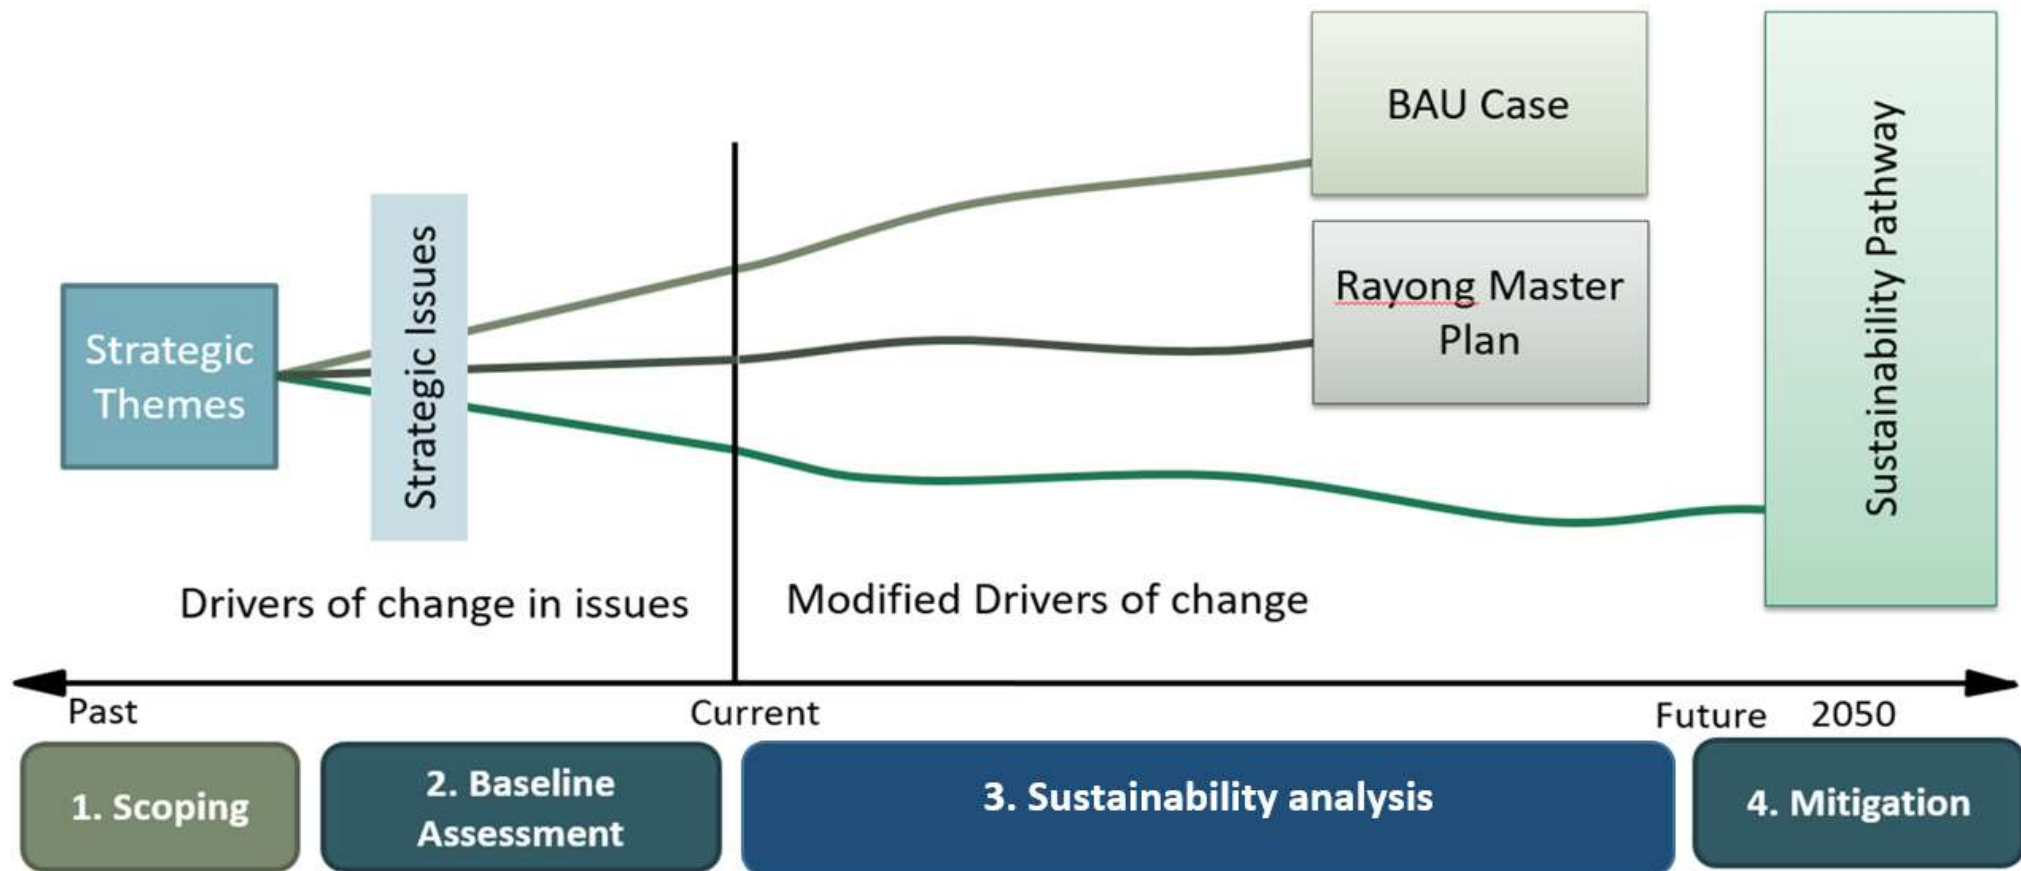 BAU Case
Rayong Master
Plan
Sustainability Pathway
Strategic
Themes
Strategic Issues
Drivers of change in issues
Modified Drivers of change
Past
Current
Future 2050
1. Scoping
2. Baseline
Assessment
3. Sustainability analysis
4. Mitigation